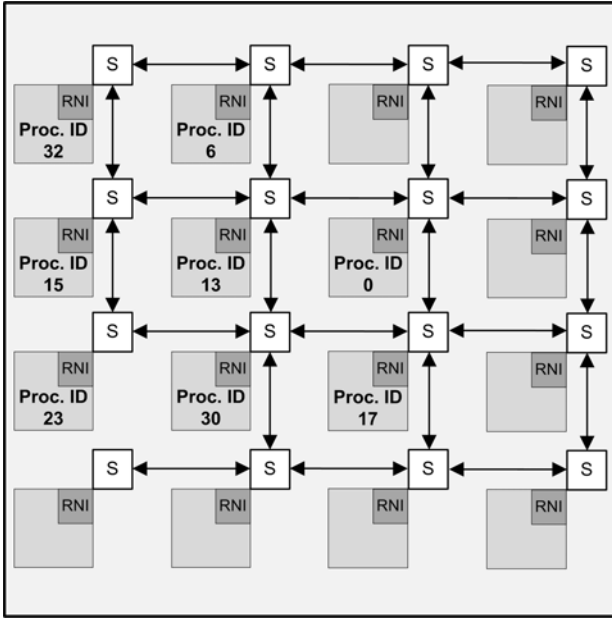 S S S S
RNI RNI RNI RNI
Proc. ID Proc. ID
32 6
S S S S
RNI RNI RNI RNI
Proc. ID Proc. ID Proc. ID
15 13 0
S S S S
RNI RNI RNI RNI
Proc. ID Proc. ID Proc. ID
23 30 17
S S S S
RNI RNI RNI RNI